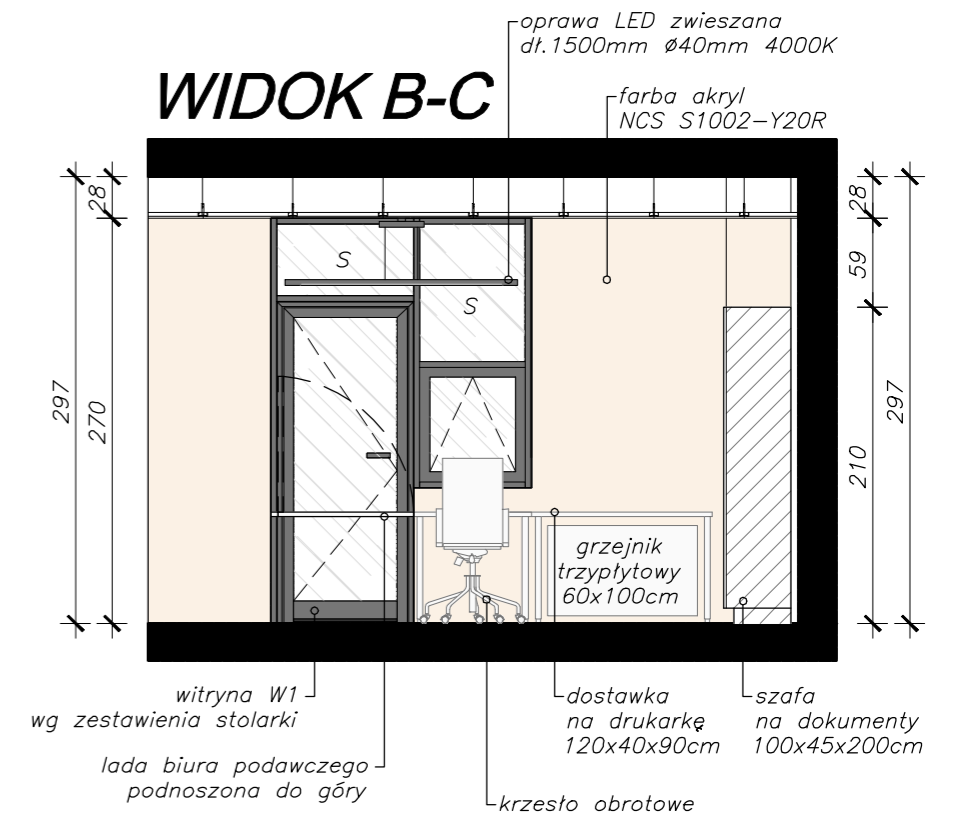 oprawa LED zwieszana
dł.1500mm ø40mm 4000K
WIDOK B-C
farba akryl
NCS S1002-Y20R
28
28
S
59
S
297
270
297
210
grzejnik
trzypłytowy
60x100cm
witryna W1
wg zestawienia stolarki
dostawka
na drukarkę
120x40x90cm
szafa
na dokumenty
100x45x200cm
lada biura podawczego
podnoszona do góry
krzesło obrotowe